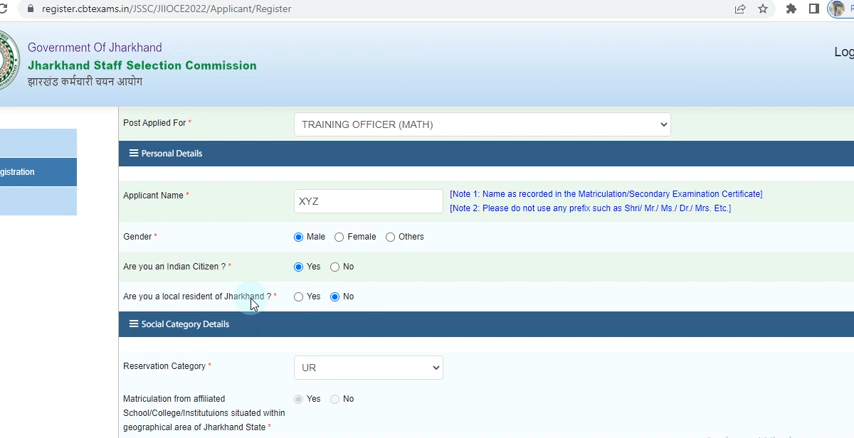 register.cbtexams.in/JSSC/JIIOCE2022/Applicant/Register
Government Of Jharkhand
Jharkhand Staff Selection Commission
झारखंड कर्मचारी चयन आयोग
Log
Post Applied For * TRAINING OFFICER (MATH)
Personal Details
gistration
Applicant Name * XYZ [Note 1: Name as recorded in the Matriculation/Secondary Examination Certificate]
[Note 2: Please do not use any prefix such as Shri/ Mr./ Ms./ Dr./ Mrs. Etc.]
Gender * Male Female Others
Are you an Indian Citizen ? * Yes No
Are you a local resident of Jharkhand ? * Yes No
Social Category Details
Reservation Category * UR
Matriculation from affiliated Yes No
School/College/Institutuions situated within
geographical area of Jharkhand State *